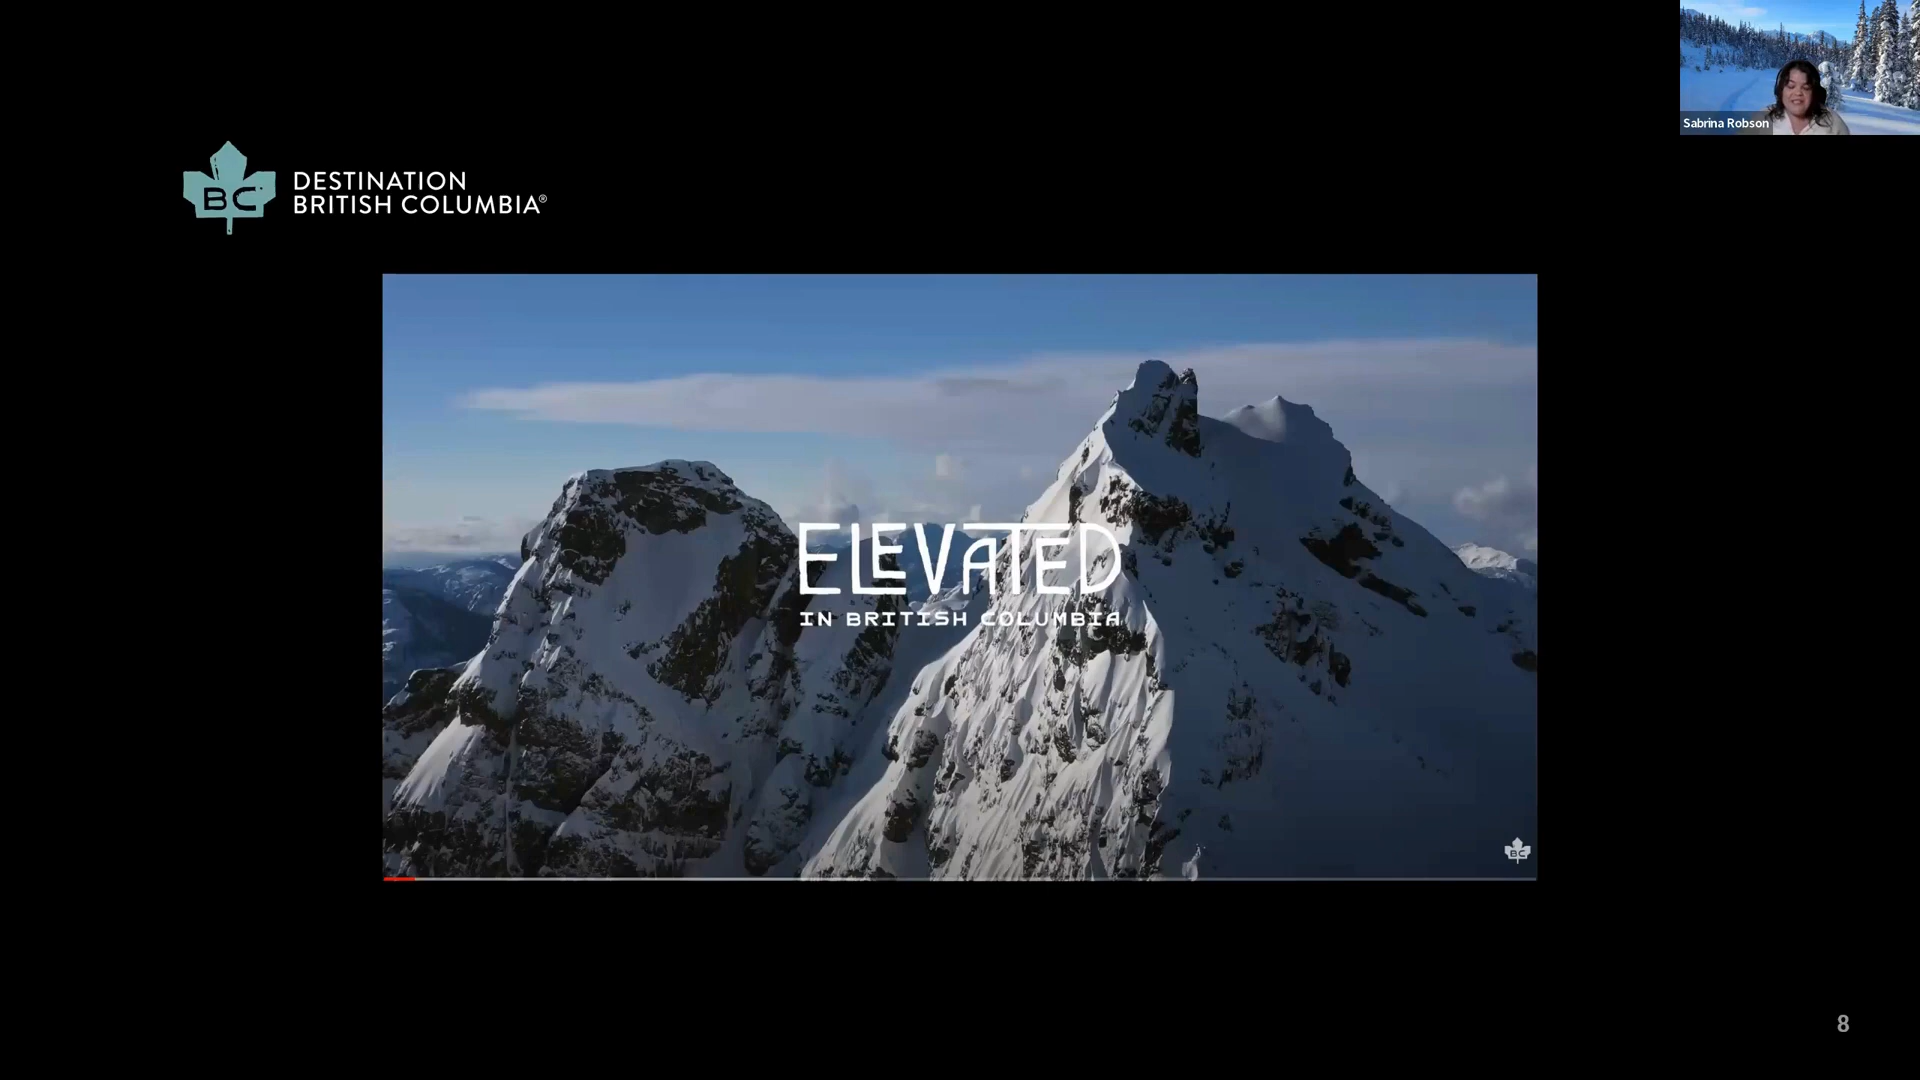 Sabrina Robson
BC
DESTINATION
BRITISH COLUMBIA®
ELEVATED
IN BRITISH COLUMBIA
BC
8